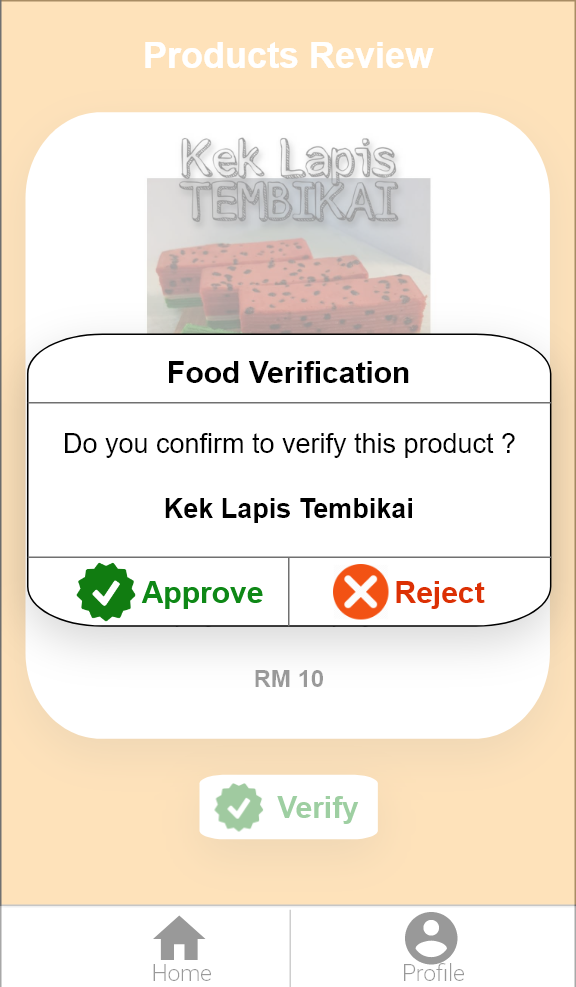 Products Review
Kek Lapis
TEMBIKAI
Food Verification
Do you confirm to verify this product ?
Kek Lapis Tembikai
Approve
Reject
RM 10
Verify
Home
Profile